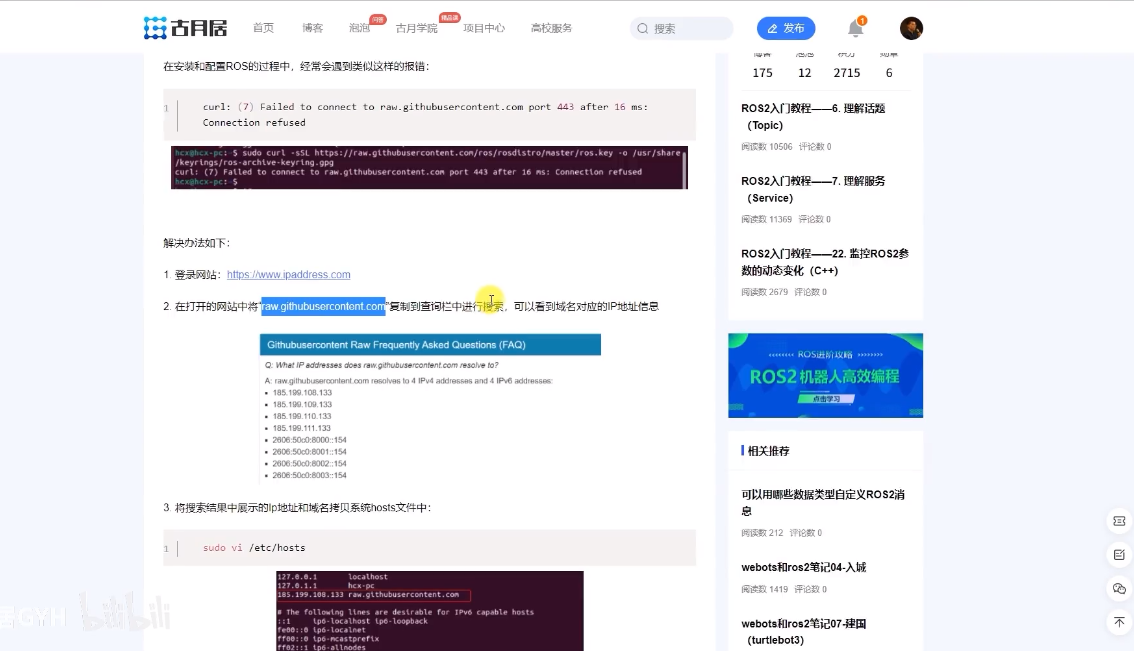 古月居
首页
博客
泡泡
问答
古月学院
精品课
项目中心
高校服务
搜索
发布
1
在安装和配置ROS的过程中，经常会遇到类似这样的报错：
1
curl: (7) Failed to connect to raw.githubusercontent.com port 443 after 16 ms:
Connection refused
hcx@hcx-pc:~$ sudo curl -sSL https://raw.githubusercontent.com/ros/rosdistro/master/ros.key -o /usr/share
/keyrings/ros-archive-keyring.gpg
curl: (7) Failed to connect to raw.githubusercontent.com port 443 after 16 ms: Connection refused
hcx@hcx-pc:~$
解决办法如下：
1. 登录网站：https://www.ipaddress.com
2. 在打开的网站中将“raw.githubusercontent.com”复制到查询栏中进行搜索，可以看到域名对应的IP地址信息
Githubusercontent Raw Frequently Asked Questions (FAQ)
Q: What IP addresses does raw.githubusercontent.com resolve to?
A: raw.githubusercontent.com resolves to 4 IPv4 addresses and 4 IPv6 addresses:
• 185.199.108.133
• 185.199.109.133
• 185.199.110.133
• 185.199.111.133
• 2606:50c0:8000::154
• 2606:50c0:8001::154
• 2606:50c0:8002::154
• 2606:50c0:8003::154
3. 将搜索结果中展示的Ip地址和域名拷贝系统hosts文件中：
1
sudo vi /etc/hosts
127.0.0.1 localhost
127.0.1.1 hcx-pc
185.199.108.133 raw.githubusercontent.com
# The following lines are desirable for IPv6 capable hosts
::1 ip6-localhost ip6-loopback
fe00::0 ip6-localnet
ff00::0 ip6-mcastprefix
ff02::1 ip6-allnodes
居GYH bilibili
175 12 2715 6
ROS2入门教程——6. 理解话题
（Topic）
阅读数 10506 评论数 0
ROS2入门教程——7. 理解服务
（Service）
阅读数 11369 评论数 0
ROS2入门教程——22. 监控ROS2参
数的动态变化（C++）
阅读数 2679 评论数 0
ROS进阶攻略
ROS2机器人高效编程
点击学习
相关推荐
可以用哪些数据类型自定义ROS2消
息
阅读数 212 评论数 0
webots和ros2笔记04-入城
阅读数 1419 评论数 0
webots和ros2笔记07-建国
（turtlebot3）